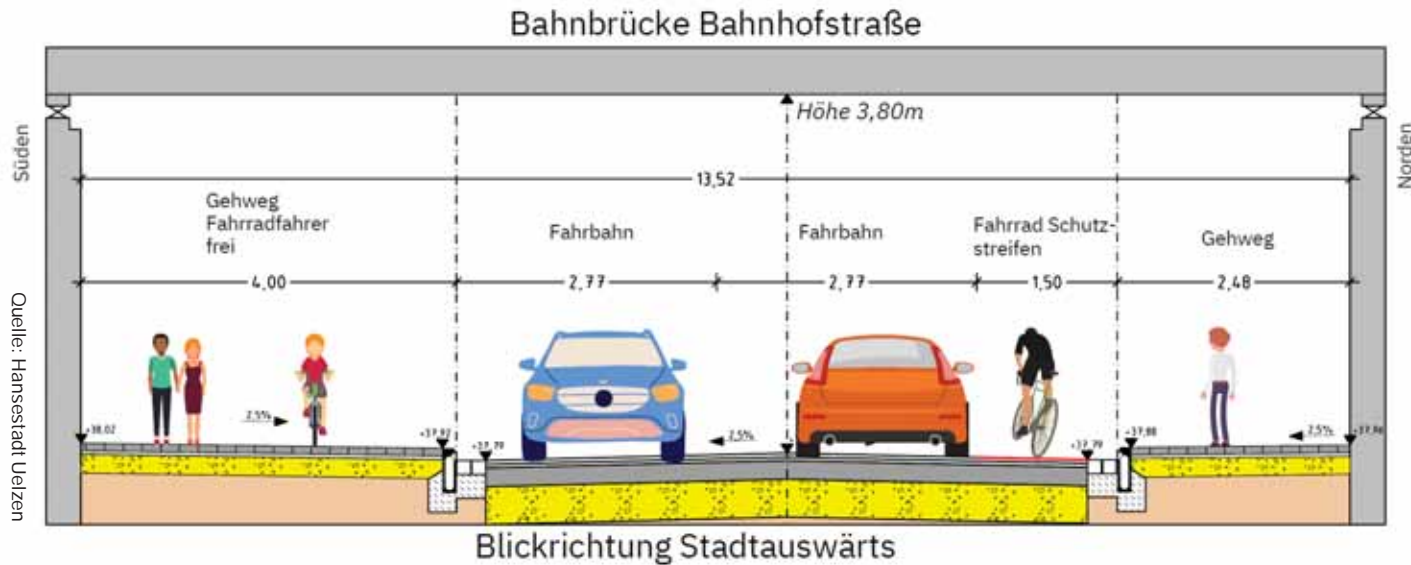 Bahnbrücke Bahnhofstraße
Höhe 3,80m
Süden
Norden
13,52
Gehweg
Fahrradfahrer
frei
Fahrbahn
Fahrbahn
Fahrrad Schutz-
streifen
Gehweg
4,00
2,77
2,77
1,50
2,48
Quelle: Hansestadt Uelzen
+38,02
2,5%
+37,92
+37,79
2,5%
+37,79
+37,88
2,5%
+37,96
Blickrichtung Stadtauswärts